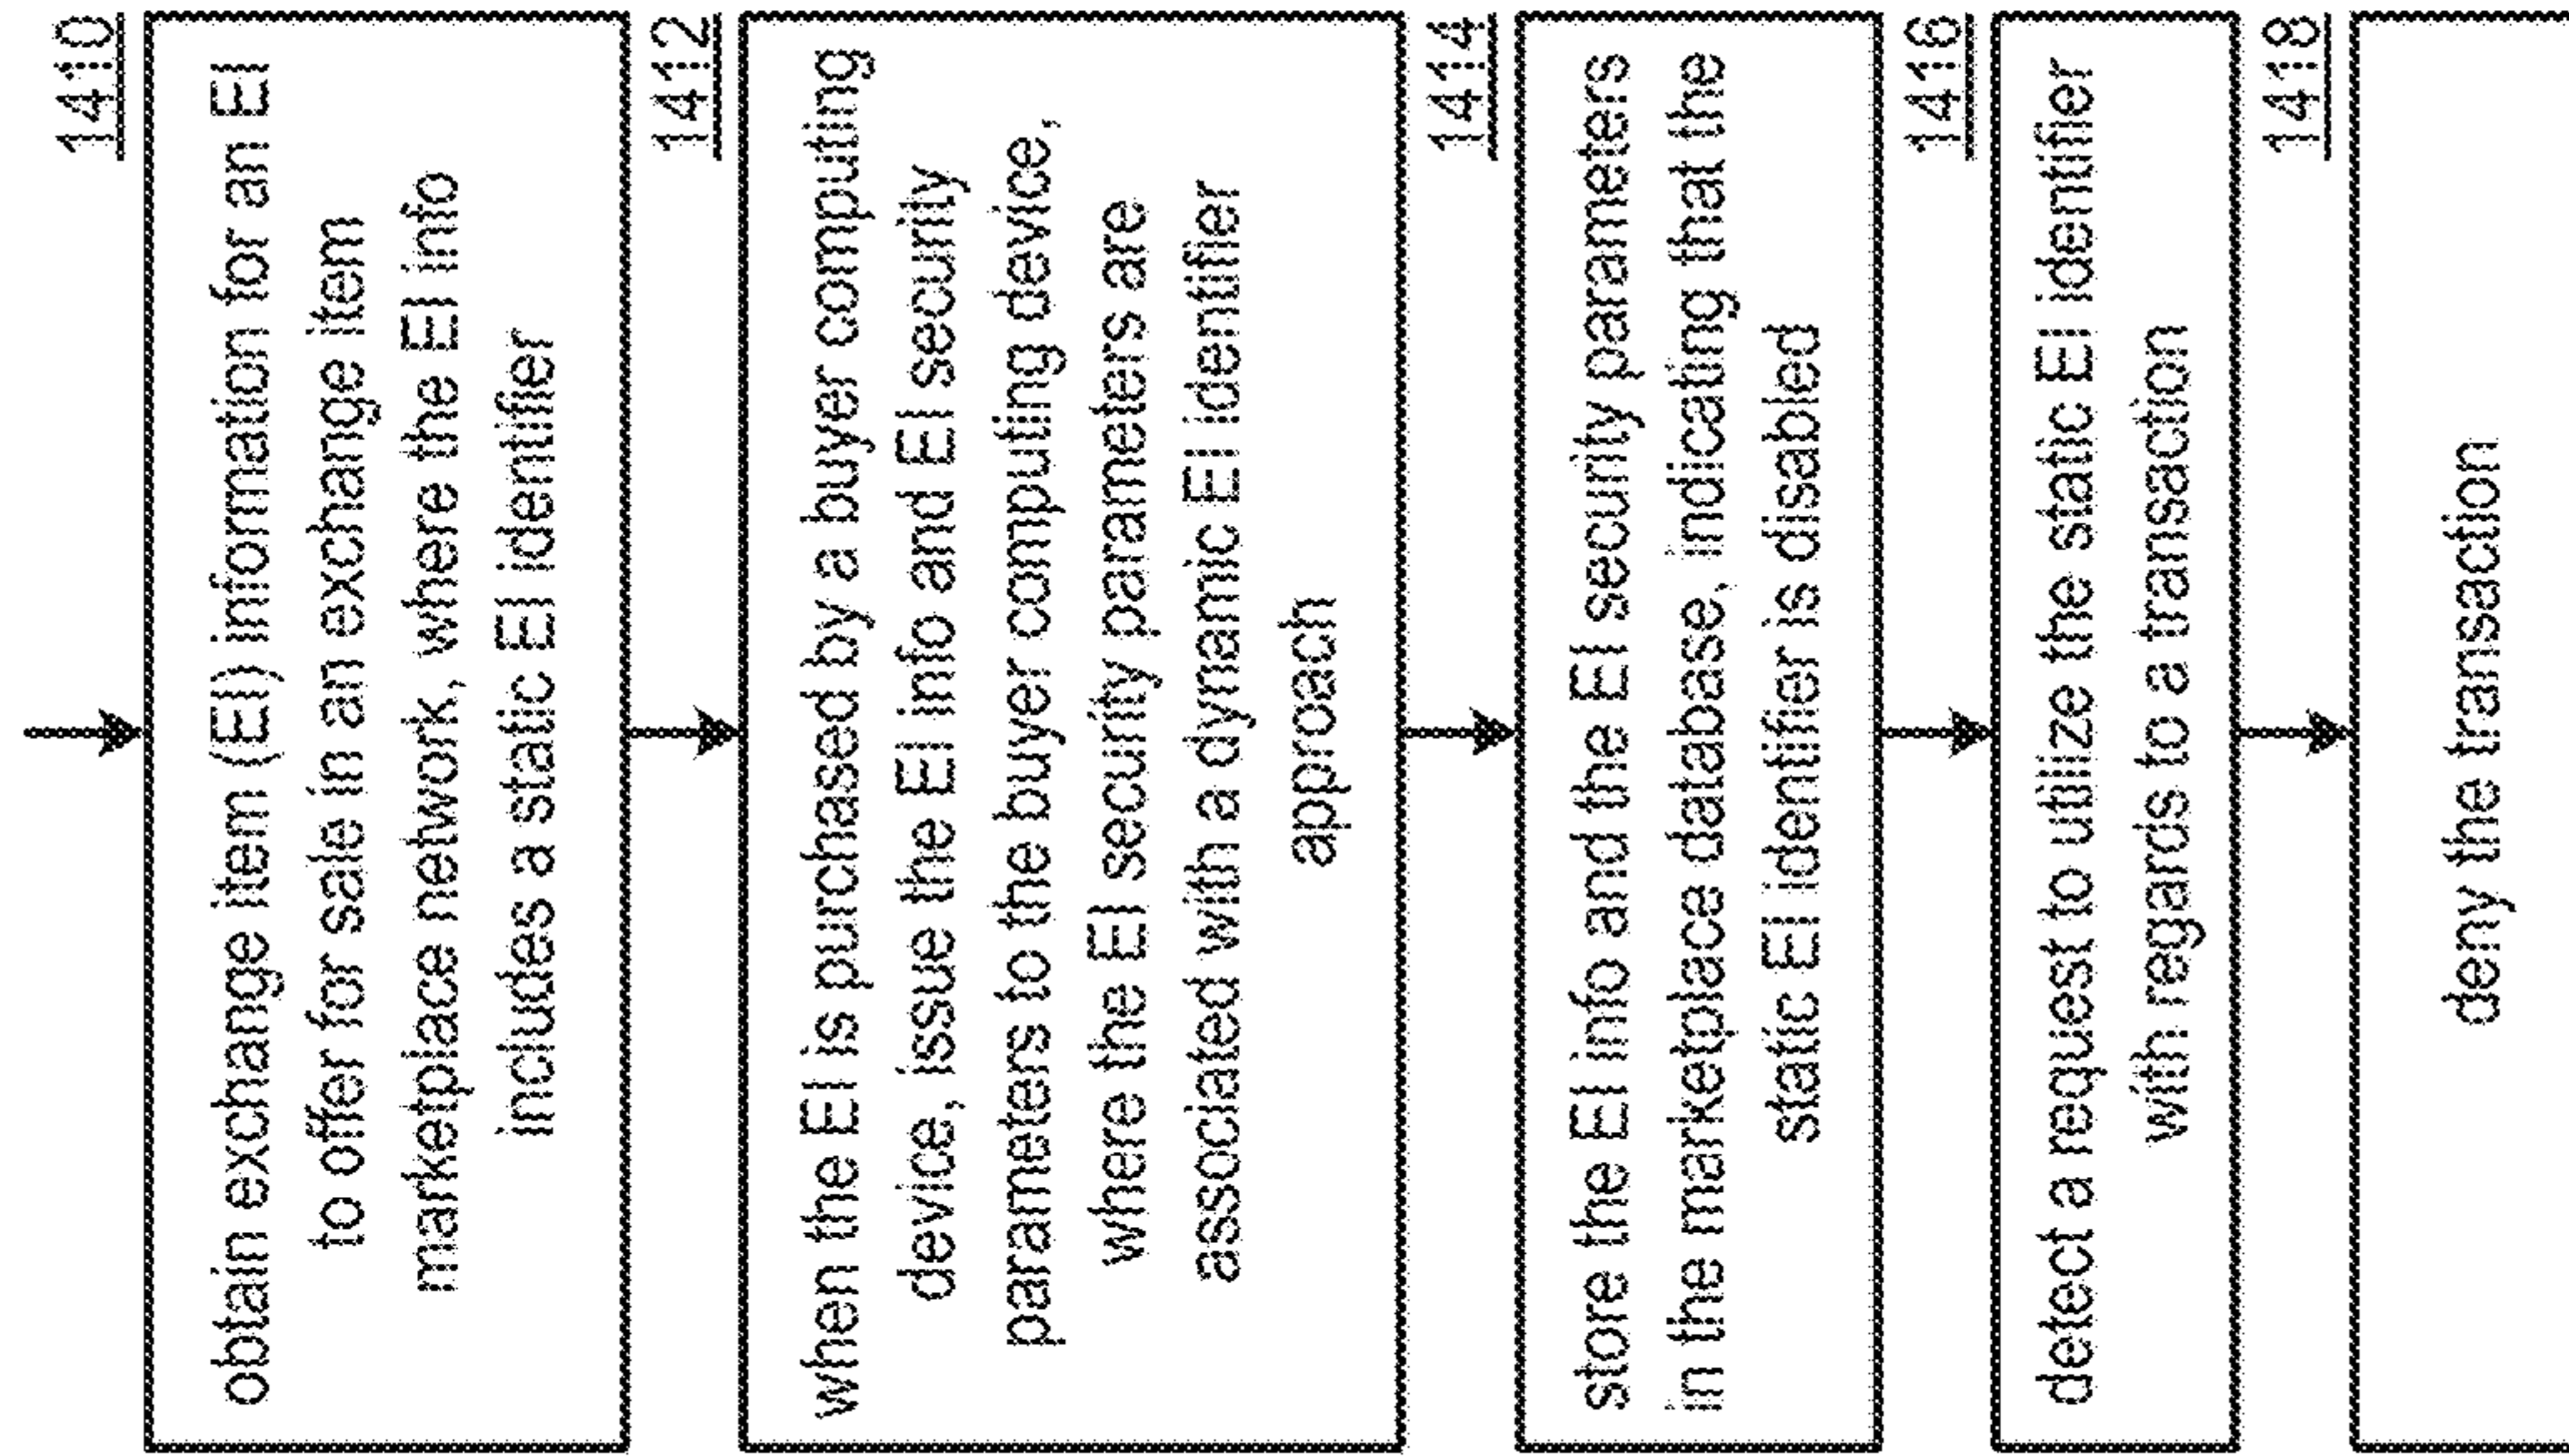 1410
obtain exchange item (EI) information for an EI
to offer for sale in an exchange item
marketplace network, where the EI info
includes a static EI identifier
1412
when the EI is purchased by a buyer computing
device, issue the EI info and EI security
parameters to the buyer computing device,
where the EI security parameters are
associated with a dynamic EI identifier
approach
1414
store the EI info and the EI security parameters
in the marketplace database, indicating that the
static EI identifier is disabled
1416
detect a request to utilize the static EI identifier
with regards to a transaction
1418
deny the transaction